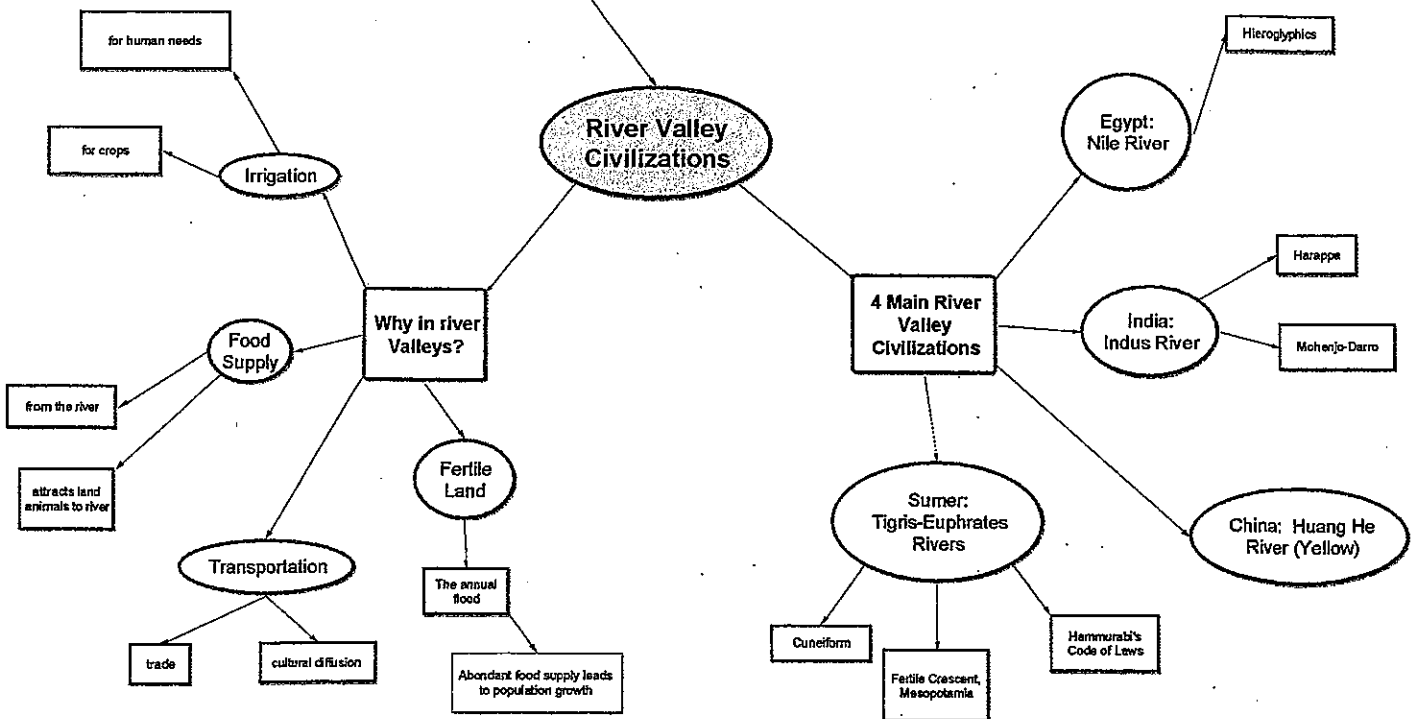 River Valley
Civilizations
Why in river
Valleys?
Irrigation
for human needs
for crops
Food
Supply
from the river
attracts land
animals to river
Transportation
trade
cultural diffusion
Fertile
Land
The annual
flood
Abondant food supply leads
to population growth
4 Main River
Valley
Civilizations
Egypt:
Nile River
Hieroglyphics
India:
Indus River
Harappa
Mohenjo-Darro
China: Huang He
River (Yellow)
Sumer:
Tigris-Euphrates
Rivers
Cuneiform
Fertile Crescent,
Mesopotamia
Hammurabi's
Code of Laws